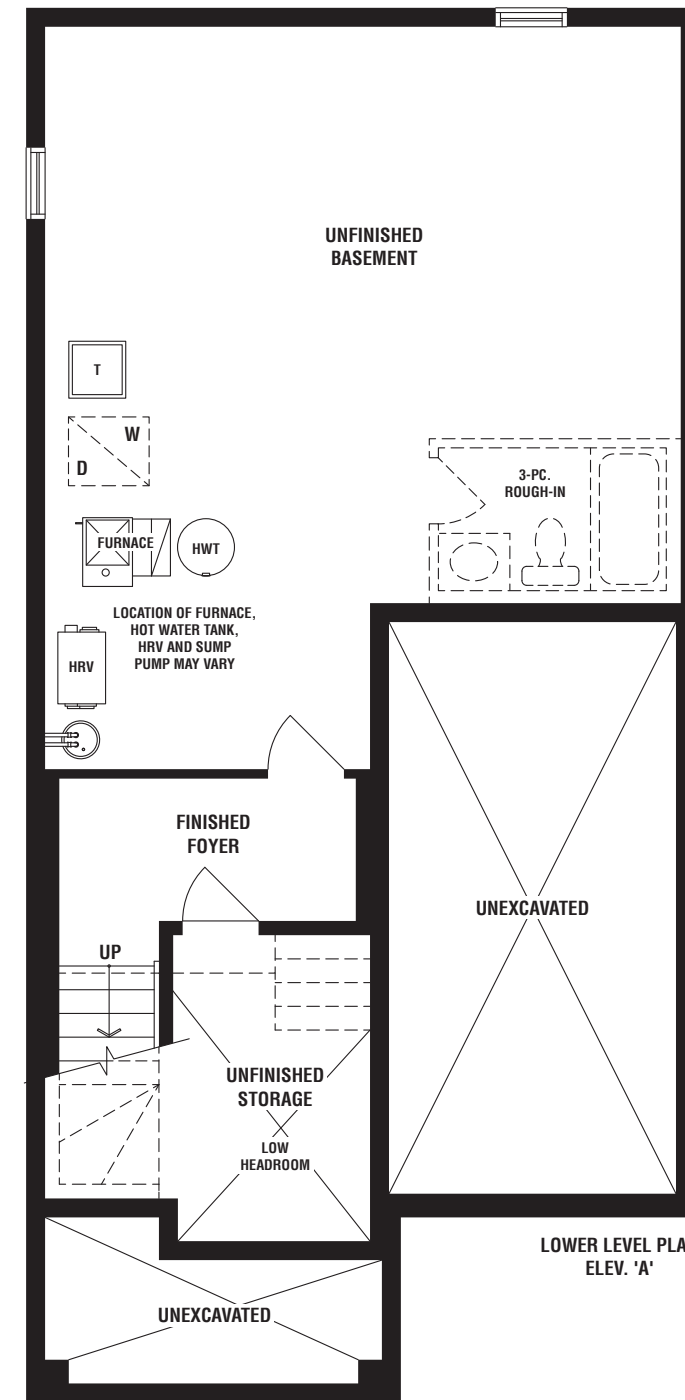 UNFINISHED
BASEMENT
T
W
D
3-PC.
ROUGH-IN
FURNACE
HWT
LOCATION OF FURNACE,
HOT WATER TANK,
HRV AND SUMP
PUMP MAY VARY
HRV
FINISHED
FOYER
UNEXCAVATED
UP
UNFINISHED
STORAGE
LOW
HEADROOM
LOWER LEVEL PLA
ELEV. 'A'
UNEXCAVATED